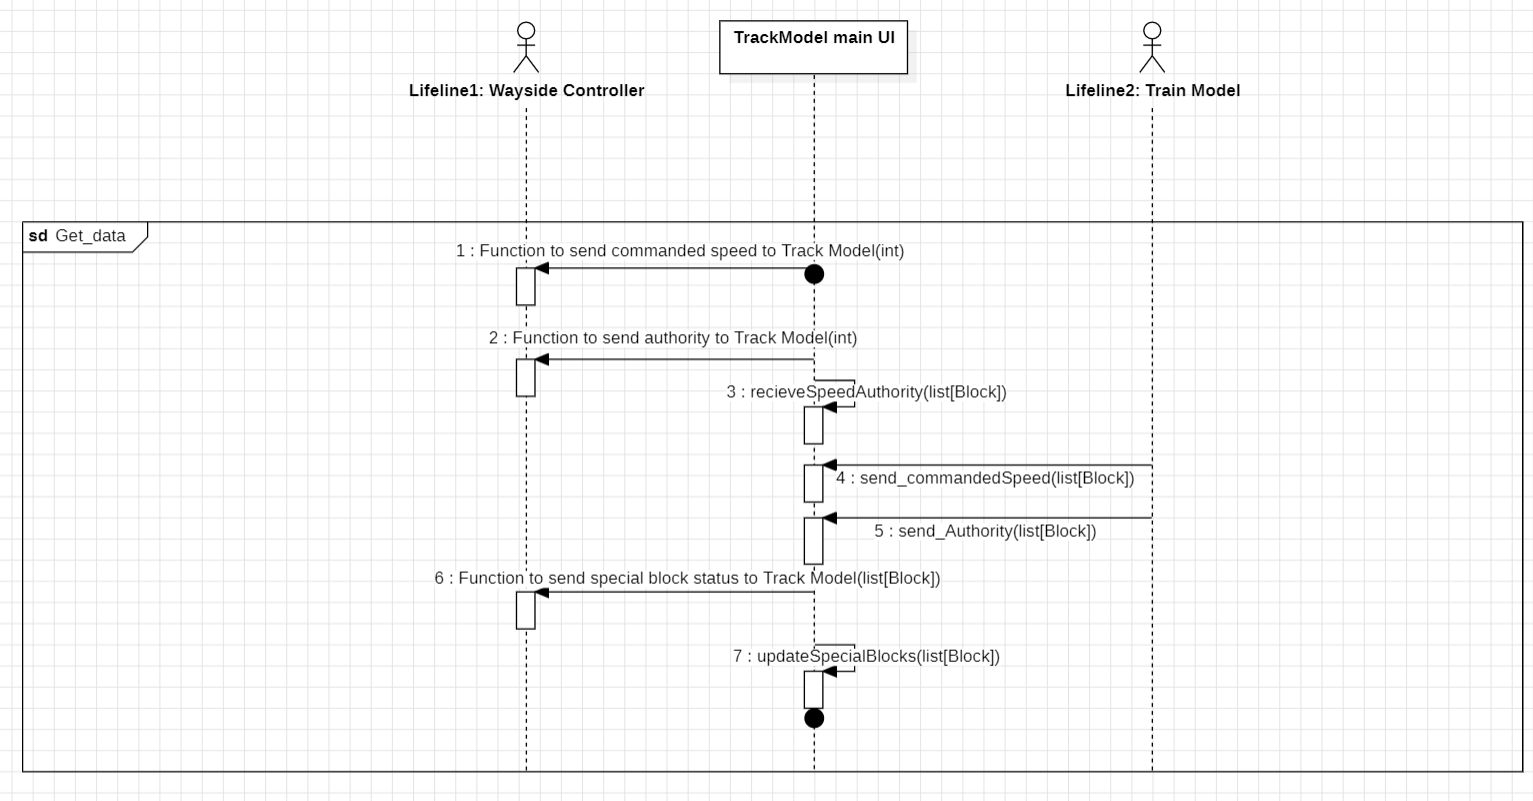 TrackModel main UI
Lifeline1: Wayside Controller
Lifeline2: Train Model
sd Get_data
1 : Function to send commanded speed to Track Model(int)
2 : Function to send authority to Track Model(int)
3 : recieveSpeedAuthority(list[Block])
4 : send_commandedSpeed(list[Block])
5 : send_Authority(list[Block])
6 : Function to send special block status to Track Model(list[Block])
7 : updateSpecialBlocks(list[Block])